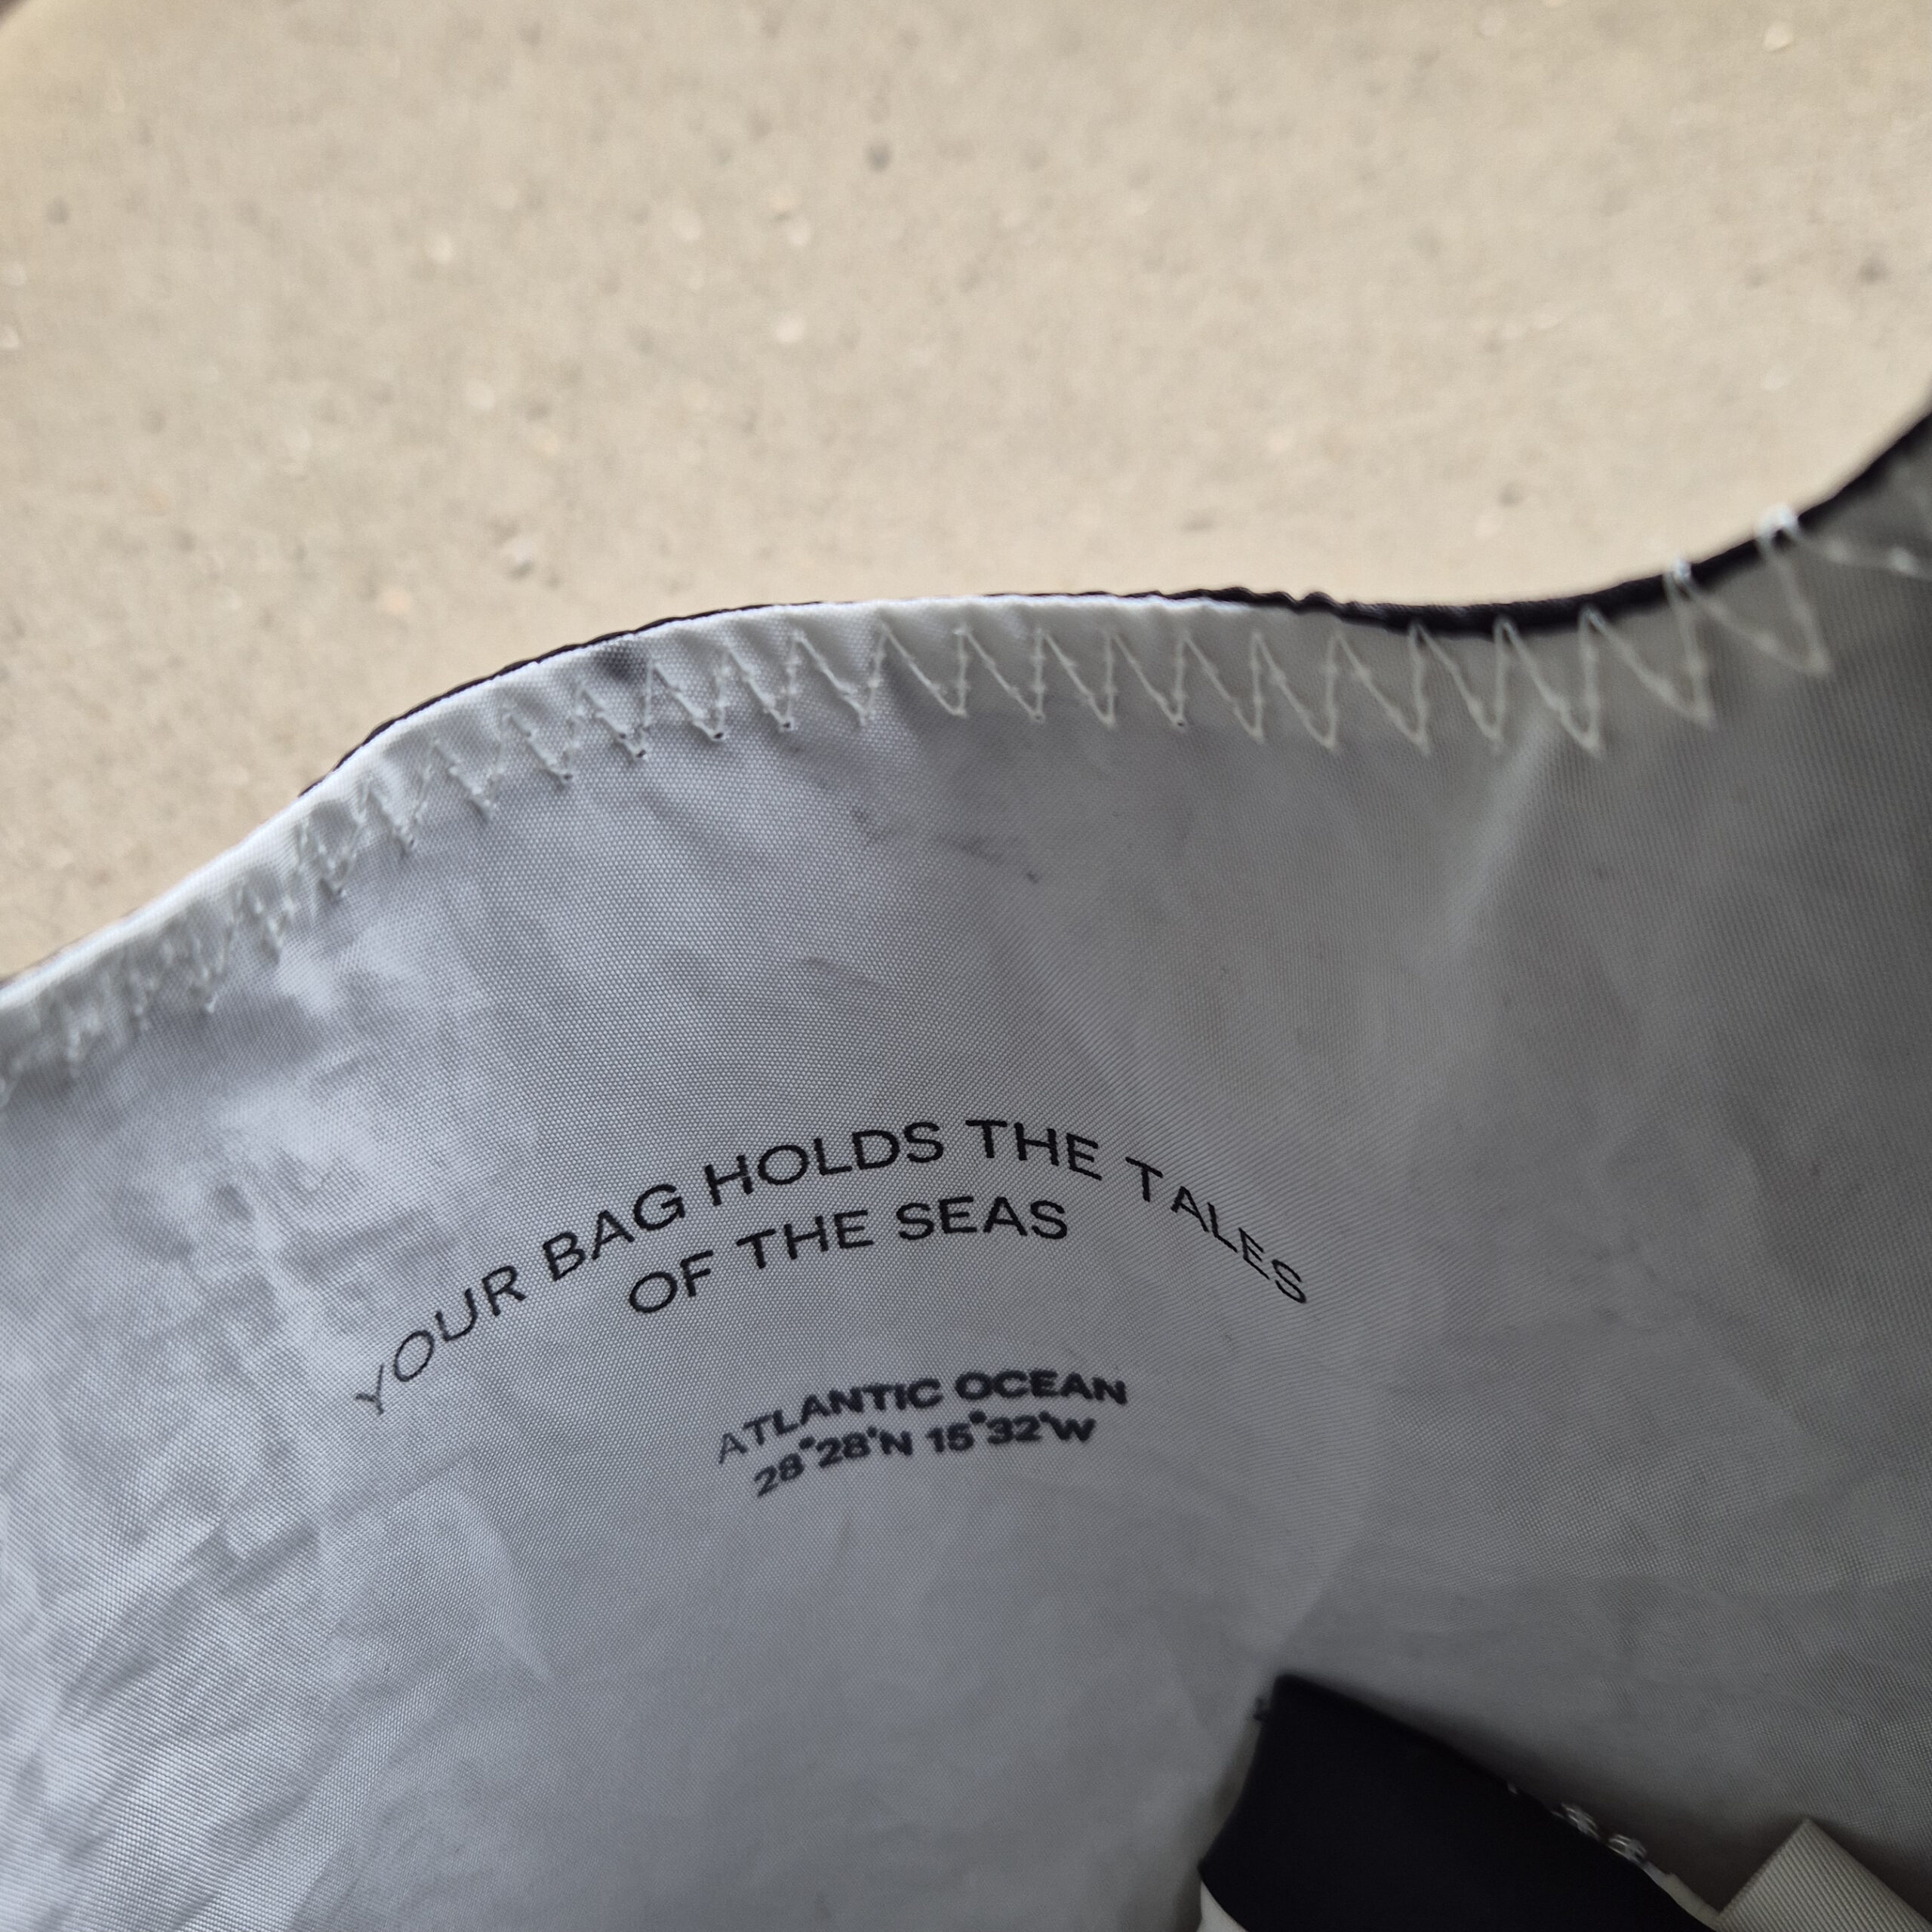 YOUR BAG HOLDS THE TALES
OF THE SEAS
ATLANTIC OCEAN
28°28'N 15°32'W